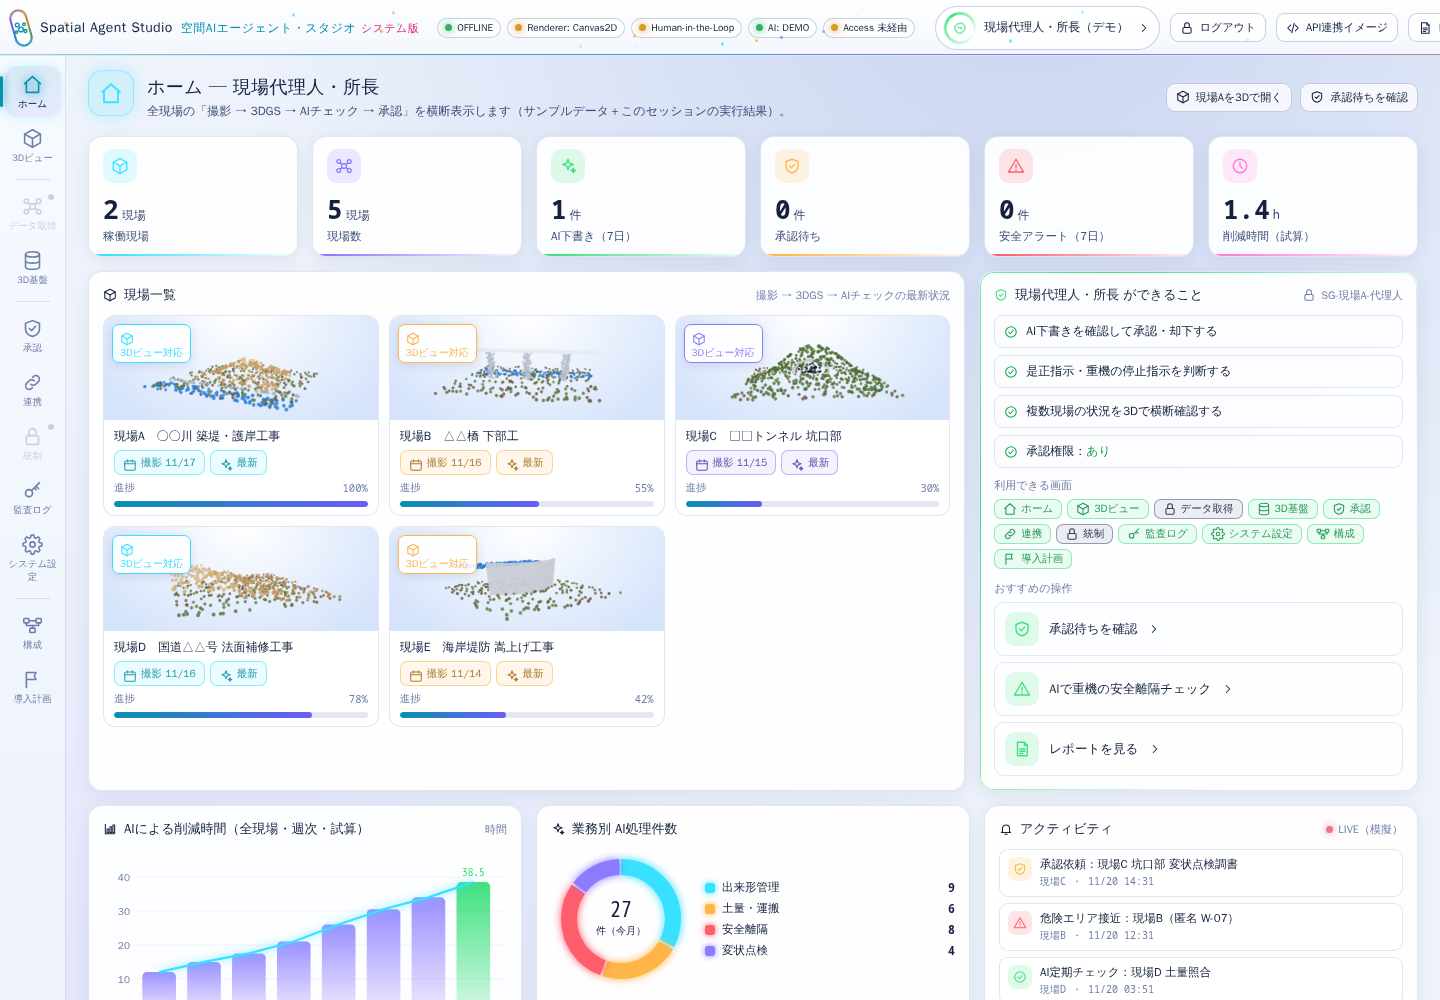 Spatial Agent Studio 空間AIエージェント・スタジオ システム版
OFFLINE
Renderer: Canvas2D
Human-in-the-Loop
AI: DEMO
Access 未経由
現場代理人・所長（デモ）
ログアウト
API連携イメージ
ホーム
3Dビュー
データ取得
3D基盤
承認
連携
統制
監査ログ
システム設定
構成
導入計画
ホーム — 現場代理人・所長
全現場の「撮影 → 3DGS → AIチェック → 承認」を横断表示します（サンプルデータ＋このセッションの実行結果）。
現場Aを3Dで開く
承認待ちを確認
2 現場
稼働現場
5 現場
現場数
1 件
AI下書き（7日）
0 件
承認待ち
0 件
安全アラート（7日）
1.4 h
削減時間（試算）
現場一覧
撮影 → 3DGS → AIチェックの最新状況
3Dビュー対応
現場A ○○川 築堤・護岸工事
撮影 11/17
最新
進捗
100%
3Dビュー対応
現場B △△橋 下部工
撮影 11/16
最新
進捗
55%
3Dビュー対応
現場C □□トンネル 坑口部
撮影 11/15
最新
進捗
30%
3Dビュー対応
現場D 国道△△号 法面補修工事
撮影 11/16
最新
進捗
78%
3Dビュー対応
現場E 海岸堤防 嵩上げ工事
撮影 11/14
最新
進捗
42%
現場代理人・所長 ができること
SG-現場A-代理人
AI下書きを確認して承認・却下する
是正指示・重機の停止指示を判断する
複数現場の状況を3Dで横断確認する
承認権限：あり
利用できる画面
ホーム
3Dビュー
データ取得
3D基盤
承認
連携
統制
監査ログ
システム設定
構成
導入計画
おすすめの操作
承認待ちを確認
AIで重機の安全離隔チェック
レポートを見る
AIによる削減時間（全現場・週次・試算）
時間
38.5
40
30
20
10
業務別 AI処理件数
27
件（今月）
出来形管理 9
土量・運搬 6
安全離隔 8
変状点検 4
アクティビティ
LIVE（模擬）
承認依頼：現場C 坑口部 変状点検調書
現場C ・ 11/20 14:31
危険エリア接近：現場B（匿名 W-07）
現場B ・ 11/20 12:31
AI定期チェック：現場D 土量照合
現場D ・ 11/20 03:51